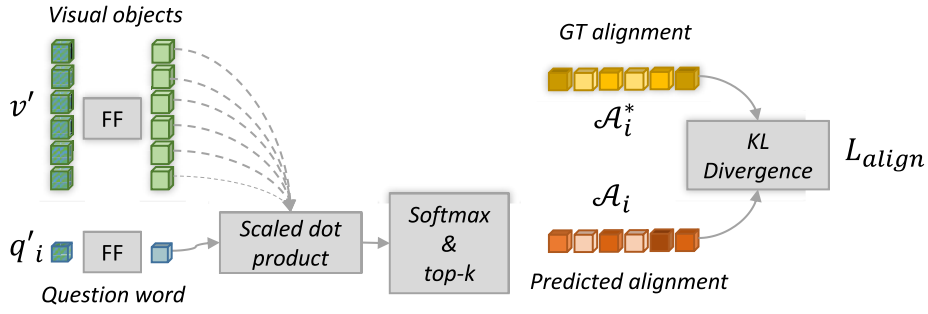 Visual objects
v′
FF
q′ᵢ
FF
Question word
Scaled dot
product
Softmax
&
top-k
GT alignment
𝒜ᵢ*
KL
Divergence
L_align
𝒜ᵢ
Predicted alignment